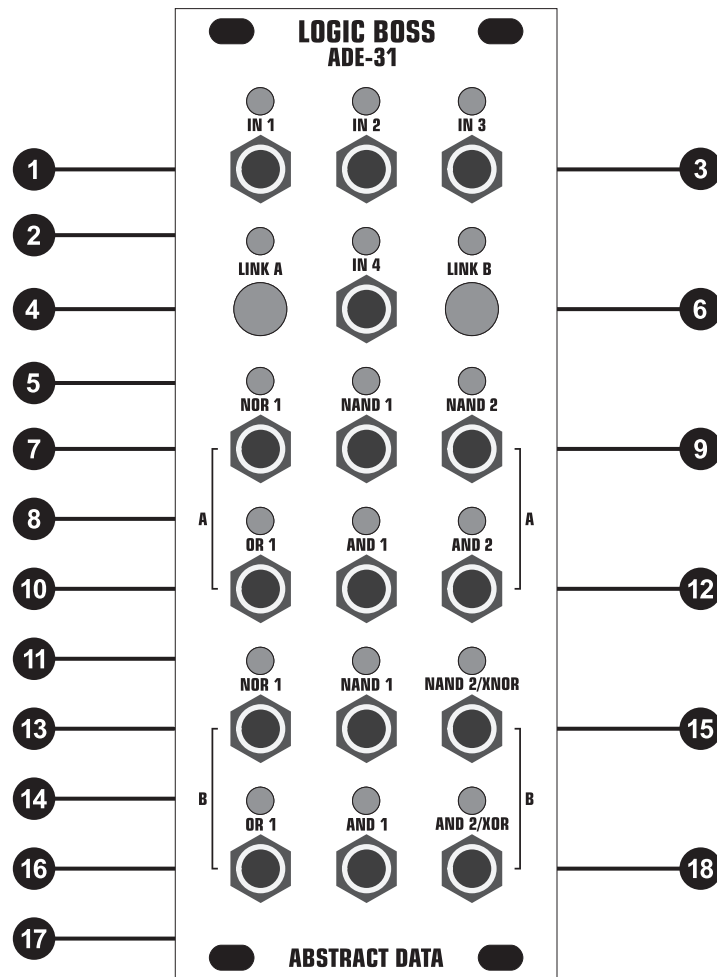 LOGIC BOSS
ADE-31
IN 1 IN 2 IN 3
1 3
2
LINK A IN 4 LINK B
4 6
5
NOR 1 NAND 1 NAND 2
7 9
8 A A
OR 1 AND 1 AND 2
10 12
11
NOR 1 NAND 1 NAND 2/XNOR
13 15
14 B B
OR 1 AND 1 AND 2/XOR
16 18
17
ABSTRACT DATA